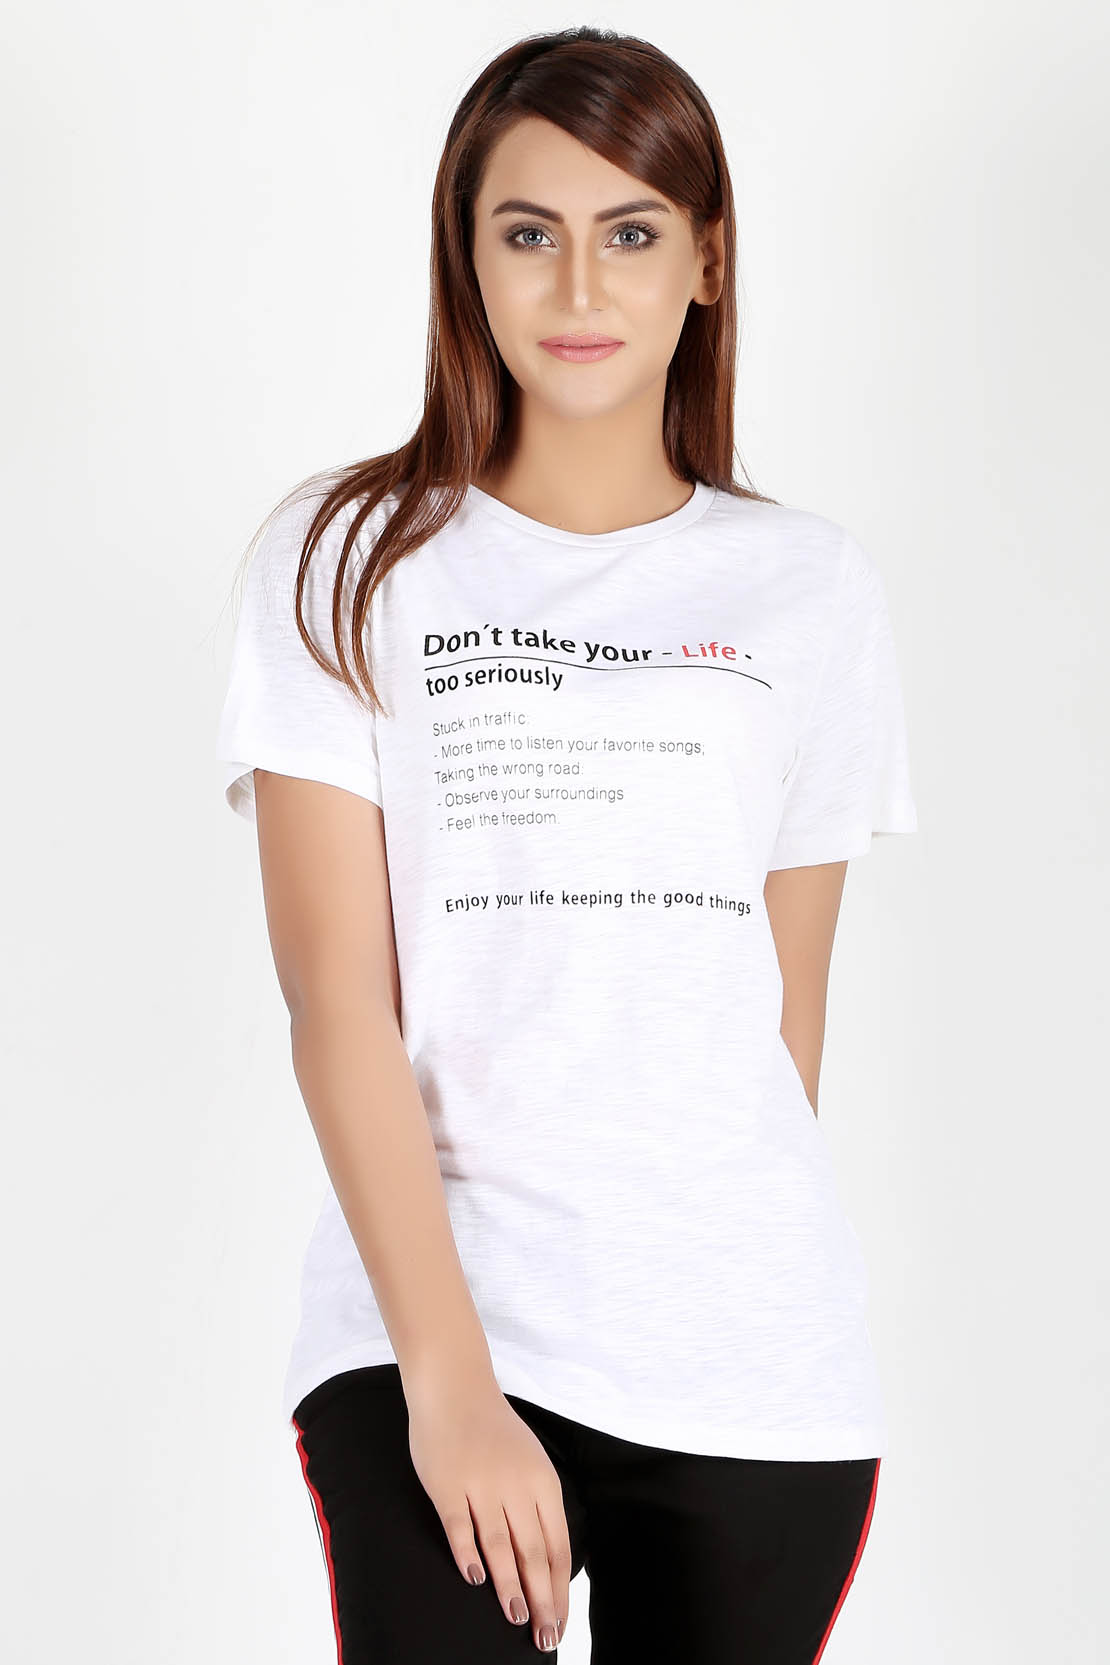 Don´t take your - Life -
too seriously
Stuck in traffic:
- More time to listen your favorite songs;
Taking the wrong road:
- Observe your surroundings
- Feel the freedom.
Enjoy your life keeping the good things